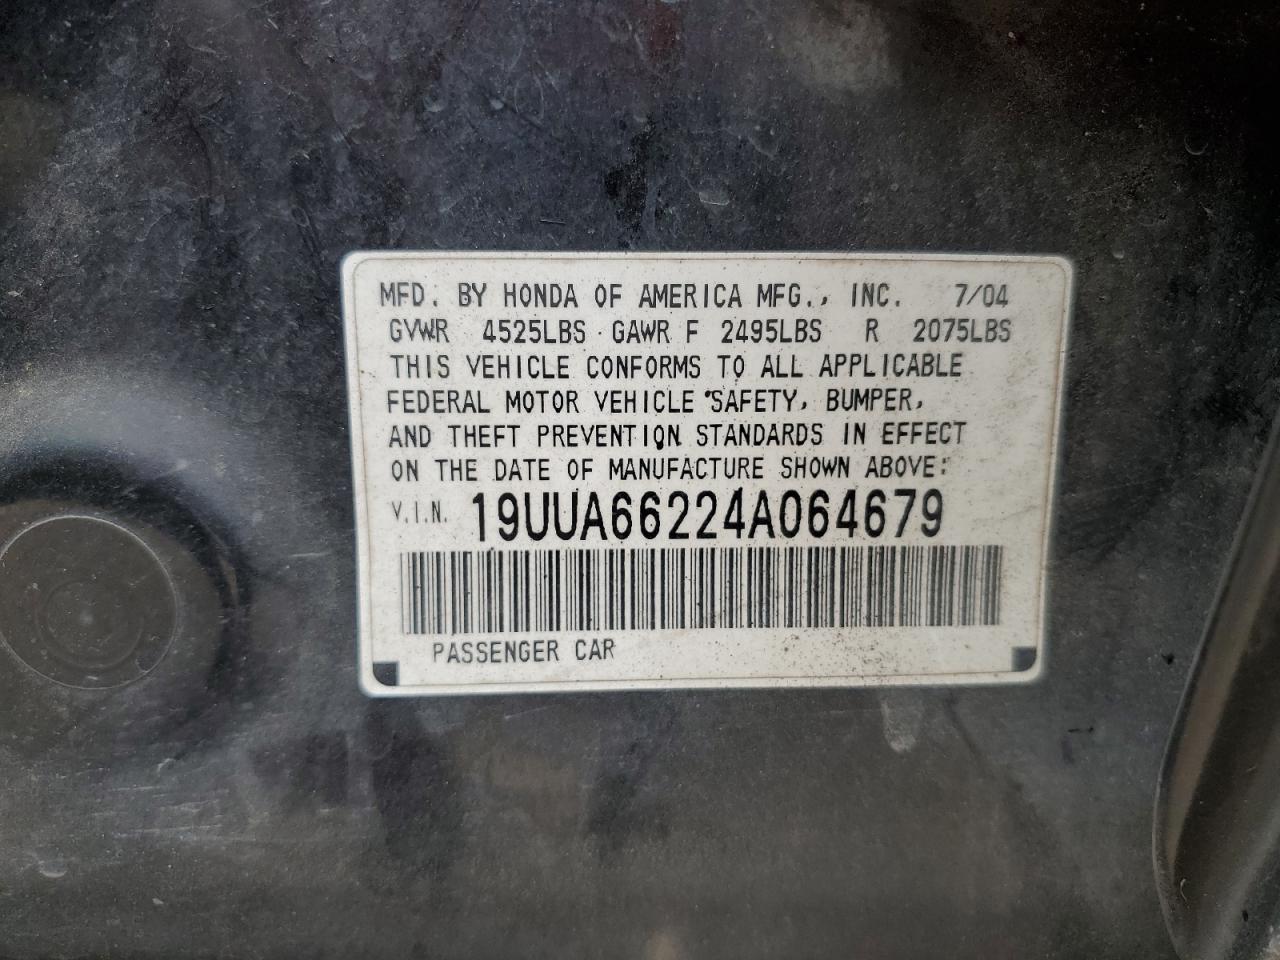 MFD. BY HONDA OF AMERICA MFG., INC. 7/04
GVWR 4525LBS GAWR F 2495LBS R 2075LBS
THIS VEHICLE CONFORMS TO ALL APPLICABLE
FEDERAL MOTOR VEHICLE SAFETY, BUMPER,
AND THEFT PREVENTION STANDARDS IN EFFECT
ON THE DATE OF MANUFACTURE SHOWN ABOVE:
V.I.N. 19UUA66224A064679
PASSENGER CAR